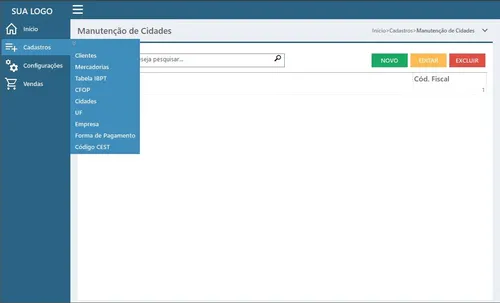 SUA LOGO
Início
Cadastros
Configurações
Vendas
Clientes
Mercadorias
Tabela IBPT
CFOP
Cidades
UF
Empresa
Forma de Pagamento
Código CEST
Manutenção de Cidades
Início>Cadastros>Manutenção de Cidades
seja pesquisar...
NOVO
EDITAR
EXCLUIR
Cód. Fiscal
1